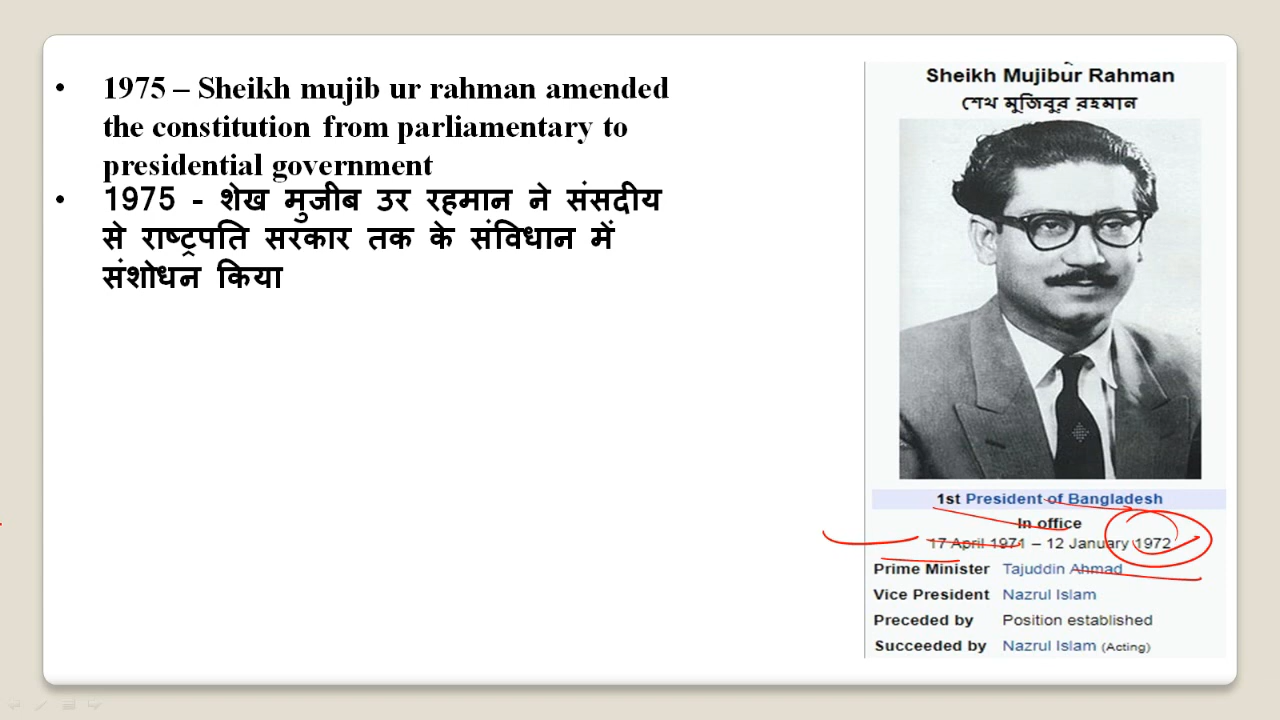 • 1975 – Sheikh mujib ur rahman amended
the constitution from parliamentary to
presidential government
• 1975 - शेख मुजीब उर रहमान ने संसदीय
से राष्ट्रपति सरकार तक के संविधान में
संशोधन किया
Sheikh Mujibur Rahman
শেখ মুজিবুর রহমান
1st President of Bangladesh
In office
17 April 1971 – 12 January 1972
Prime Minister Tajuddin Ahmad
Vice President Nazrul Islam
Preceded by Position established
Succeeded by Nazrul Islam (Acting)